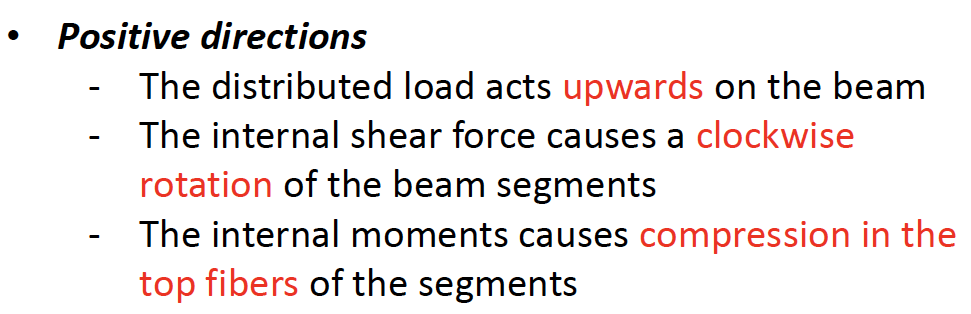 • Positive directions
- The distributed load acts upwards on the beam
- The internal shear force causes a clockwise
rotation of the beam segments
- The internal moments causes compression in the
top fibers of the segments